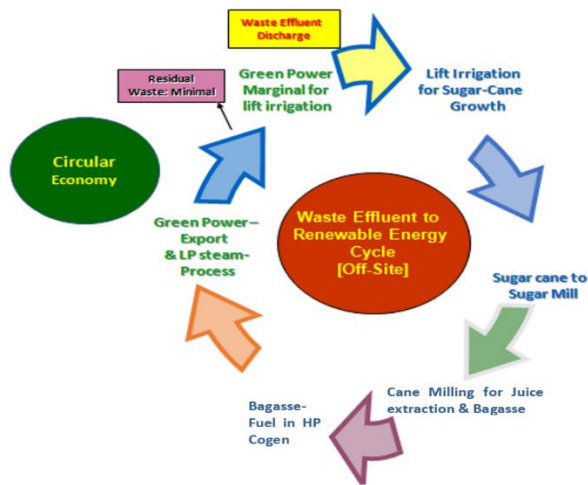 Waste Effluent
Discharge
Residual
Waste: Minimal
Green Power
Marginal for
lift irrigation
Lift Irrigation
for Sugar-Cane
Growth
Circular
Economy
Waste Effluent to
Renewable Energy
Cycle
[Off-Site]
Green Power–
Export
& LP steam-
Process
Sugar cane to
Sugar Mill
Cane Milling for Juice
extraction & Bagasse
Bagasse-
Fuel in HP
Cogen